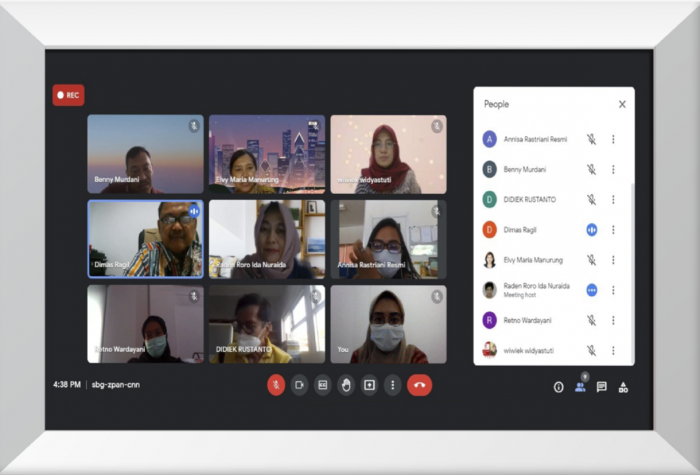 REC
Benny Murdani
Elvy Maria Manurung
wiwiek widyastuti
Dimas Ragil
Raden Roro Ida Nuraida
Annisa Rastriani Resmi
Retno Wardayani
DIDIEK RUSTANTO
You
People
A Annisa Rastriani Resmi
B Benny Murdani
D DIDIEK RUSTANTO
D Dimas Ragil
Elvy Maria Manurung
Raden Roro Ida Nuraida
Meeting host
R Retno Wardayani
wiwiek widyastuti
4:38 PM | sbg-zpan-cnn
9